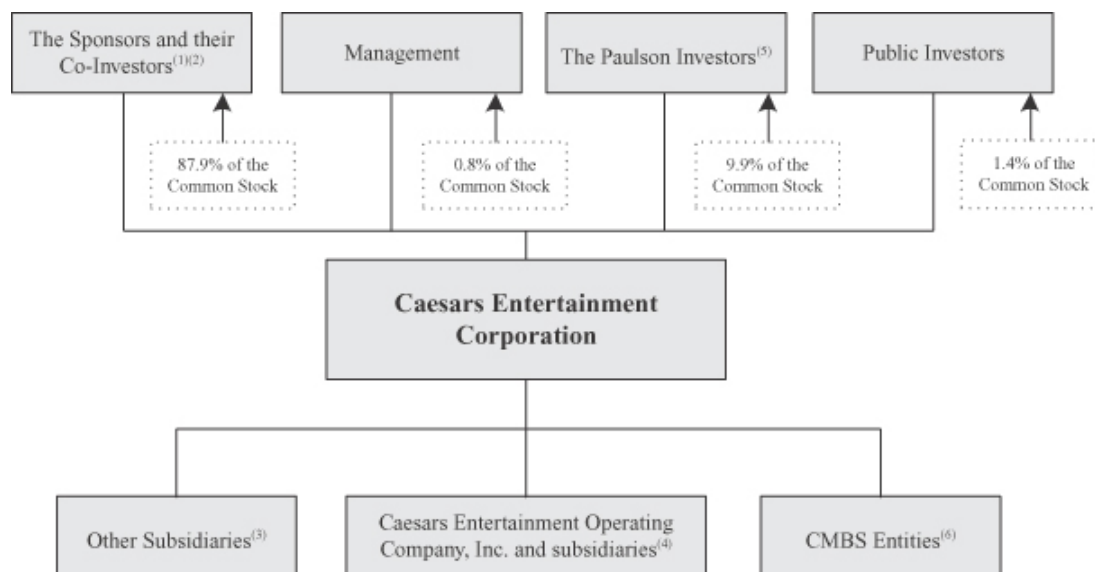 The Sponsors and their
Co-Investors(1)(2)
Management
The Paulson Investors(5)
Public Investors
87.9% of the
Common Stock
0.8% of the
Common Stock
9.9% of the
Common Stock
1.4% of the
Common Stock
Caesars Entertainment
Corporation
Other Subsidiaries(3)
Caesars Entertainment Operating
Company, Inc. and subsidiaries(4)
CMBS Entities(6)